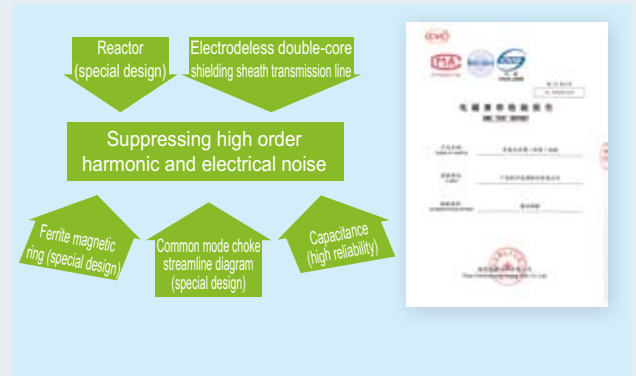 Reactor
(special design)
Electrodeless double-core
shielding sheath transmission line
Suppressing high order
harmonic and electrical noise
Ferrite magnetic
ring (special design)
Common mode choke
streamline diagram
(special design)
Capacitance
(high reliability)
MA
电 磁 兼 容 检 验 报 告
EMC TEST REPORT